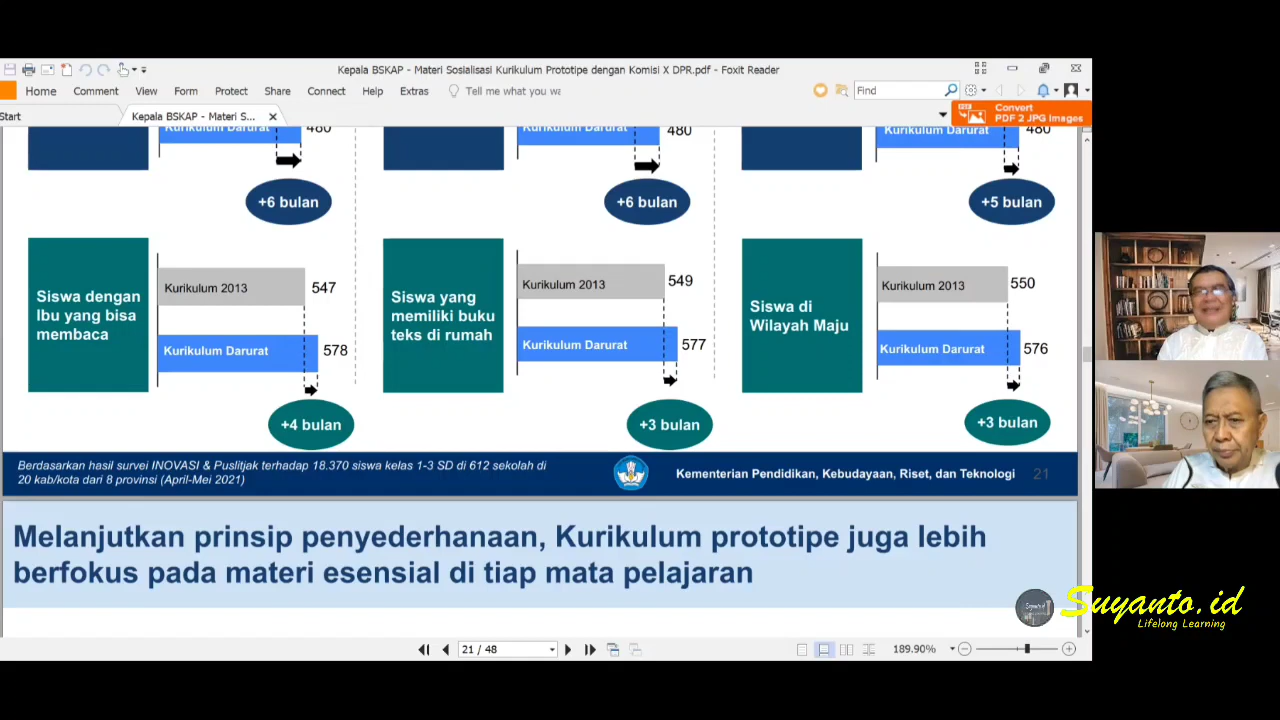 Kepala BSKAP - Materi Sosialisasi Kurikulum Prototipe dengan Komisi X DPR.pdf - Foxit Reader
Home Comment View Form Protect Share Connect Help Extras Tell me what you wa Find
Start Kepala BSKAP - Materi S...
Convert
PDF 2 JPG Images
Kurikulum Darurat 480
Kurikulum Darurat 480
Kurikulum Darurat 480
+6 bulan
+6 bulan
+5 bulan
Siswa dengan
Ibu yang bisa
membaca
Kurikulum 2013 547
Kurikulum Darurat 578
+4 bulan
Siswa yang
memiliki buku
teks di rumah
Kurikulum 2013 549
Kurikulum Darurat 577
+3 bulan
Siswa di
Wilayah Maju
Kurikulum 2013 550
Kurikulum Darurat 576
+3 bulan
Berdasarkan hasil survei INOVASI & Puslitjak terhadap 18.370 siswa kelas 1-3 SD di 612 sekolah di
20 kab/kota dari 8 provinsi (April-Mei 2021)
Kementerian Pendidikan, Kebudayaan, Riset, dan Teknologi 21
Melanjutkan prinsip penyederhanaan, Kurikulum prototipe juga lebih
berfokus pada materi esensial di tiap mata pelajaran
Suyanto.id
Lifelong Learning
21 / 48
189.90%